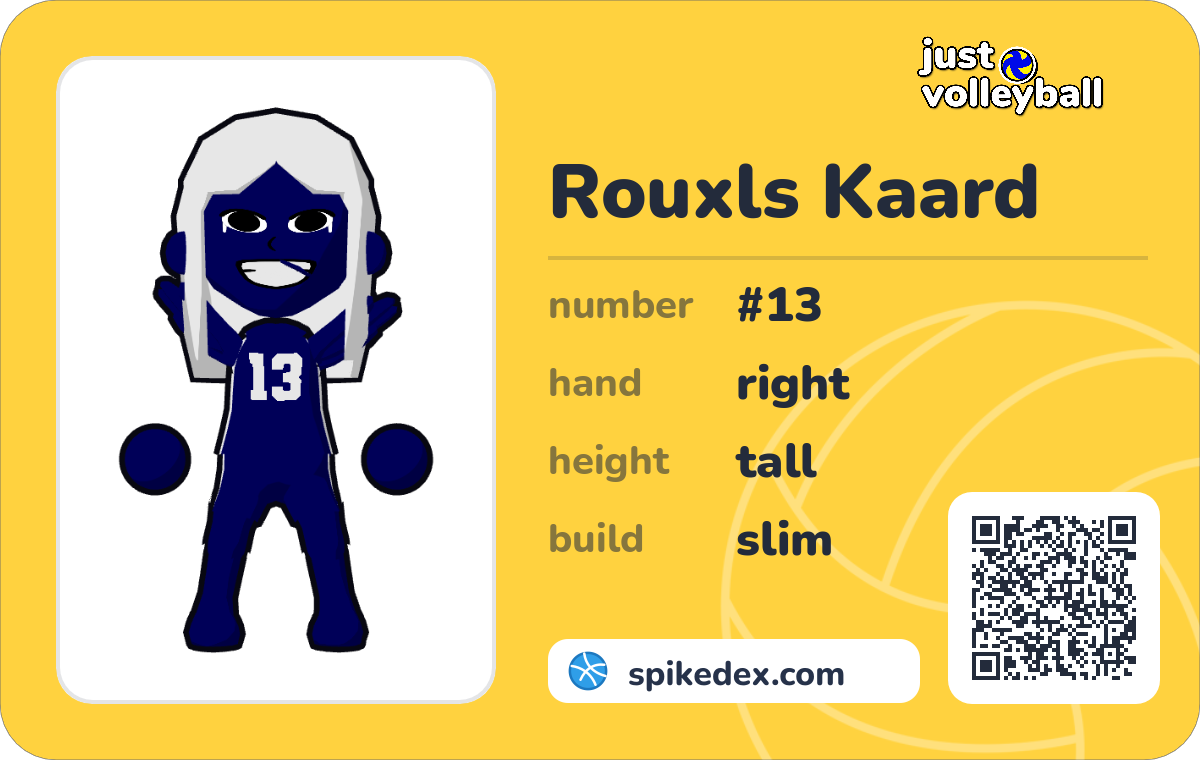 just
volleyball
Rouxls Kaard
number #13
hand right
height tall
build slim
13
spikedex.com